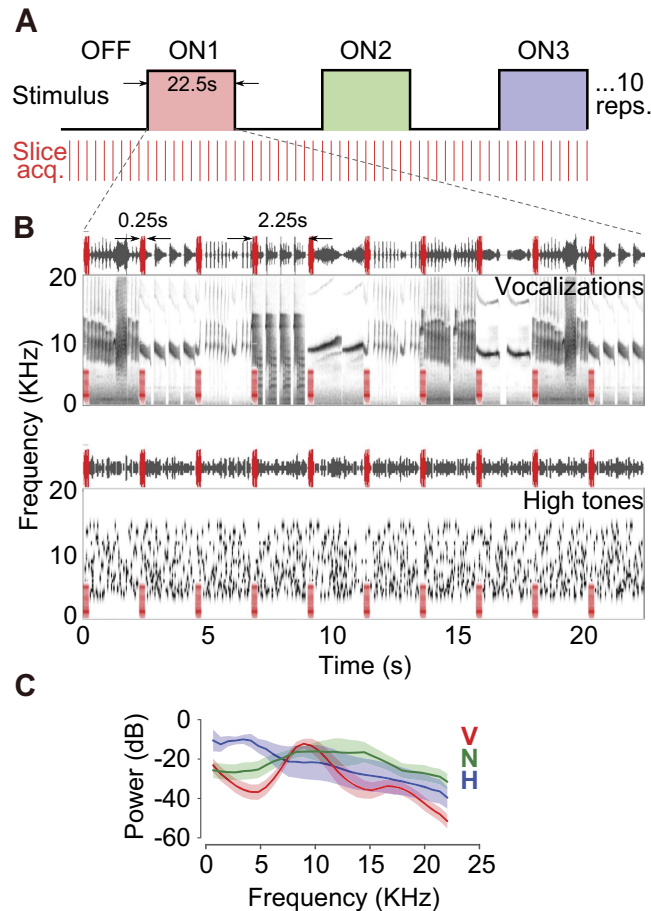 A
OFF ON1 ON2 ON3
Stimulus 22.5s ...10 reps.
Slice acq.
B
0.25s 2.25s
Vocalizations
20
10
0
Frequency (KHz)
High tones
20
10
0
0 5 10 15 20
Time (s)
C
0
-20
-40
-60
Power (dB)
V
N
H
0 5 10 15 20 25
Frequency (KHz)